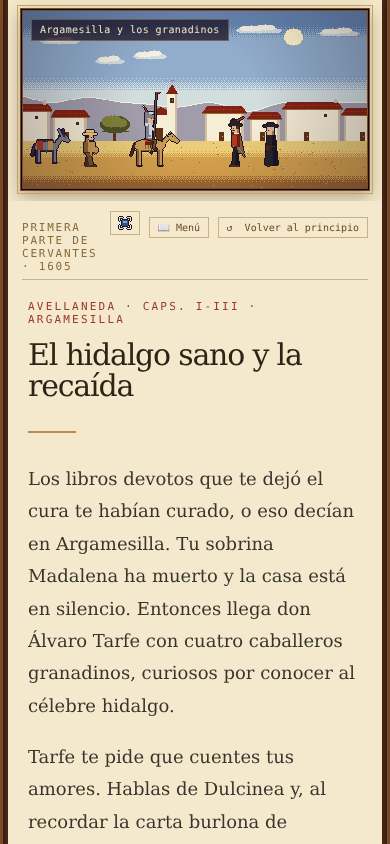 Argamesilla y los granadinos
PRIMERA
PARTE DE
CERVANTES
· 1605
📖 Menú
↺ Volver al principio
AVELLANEDA · CAPS. I-III ·
ARGAMESILLA
El hidalgo sano y la
recaída
Los libros devotos que te dejó el
cura te habían curado, o eso decían
en Argamesilla. Tu sobrina
Madalena ha muerto y la casa está
en silencio. Entonces llega don
Álvaro Tarfe con cuatro caballeros
granadinos, curiosos por conocer al
célebre hidalgo.
Tarfe te pide que cuentes tus
amores. Hablas de Dulcinea y, al
recordar la carta burlona de